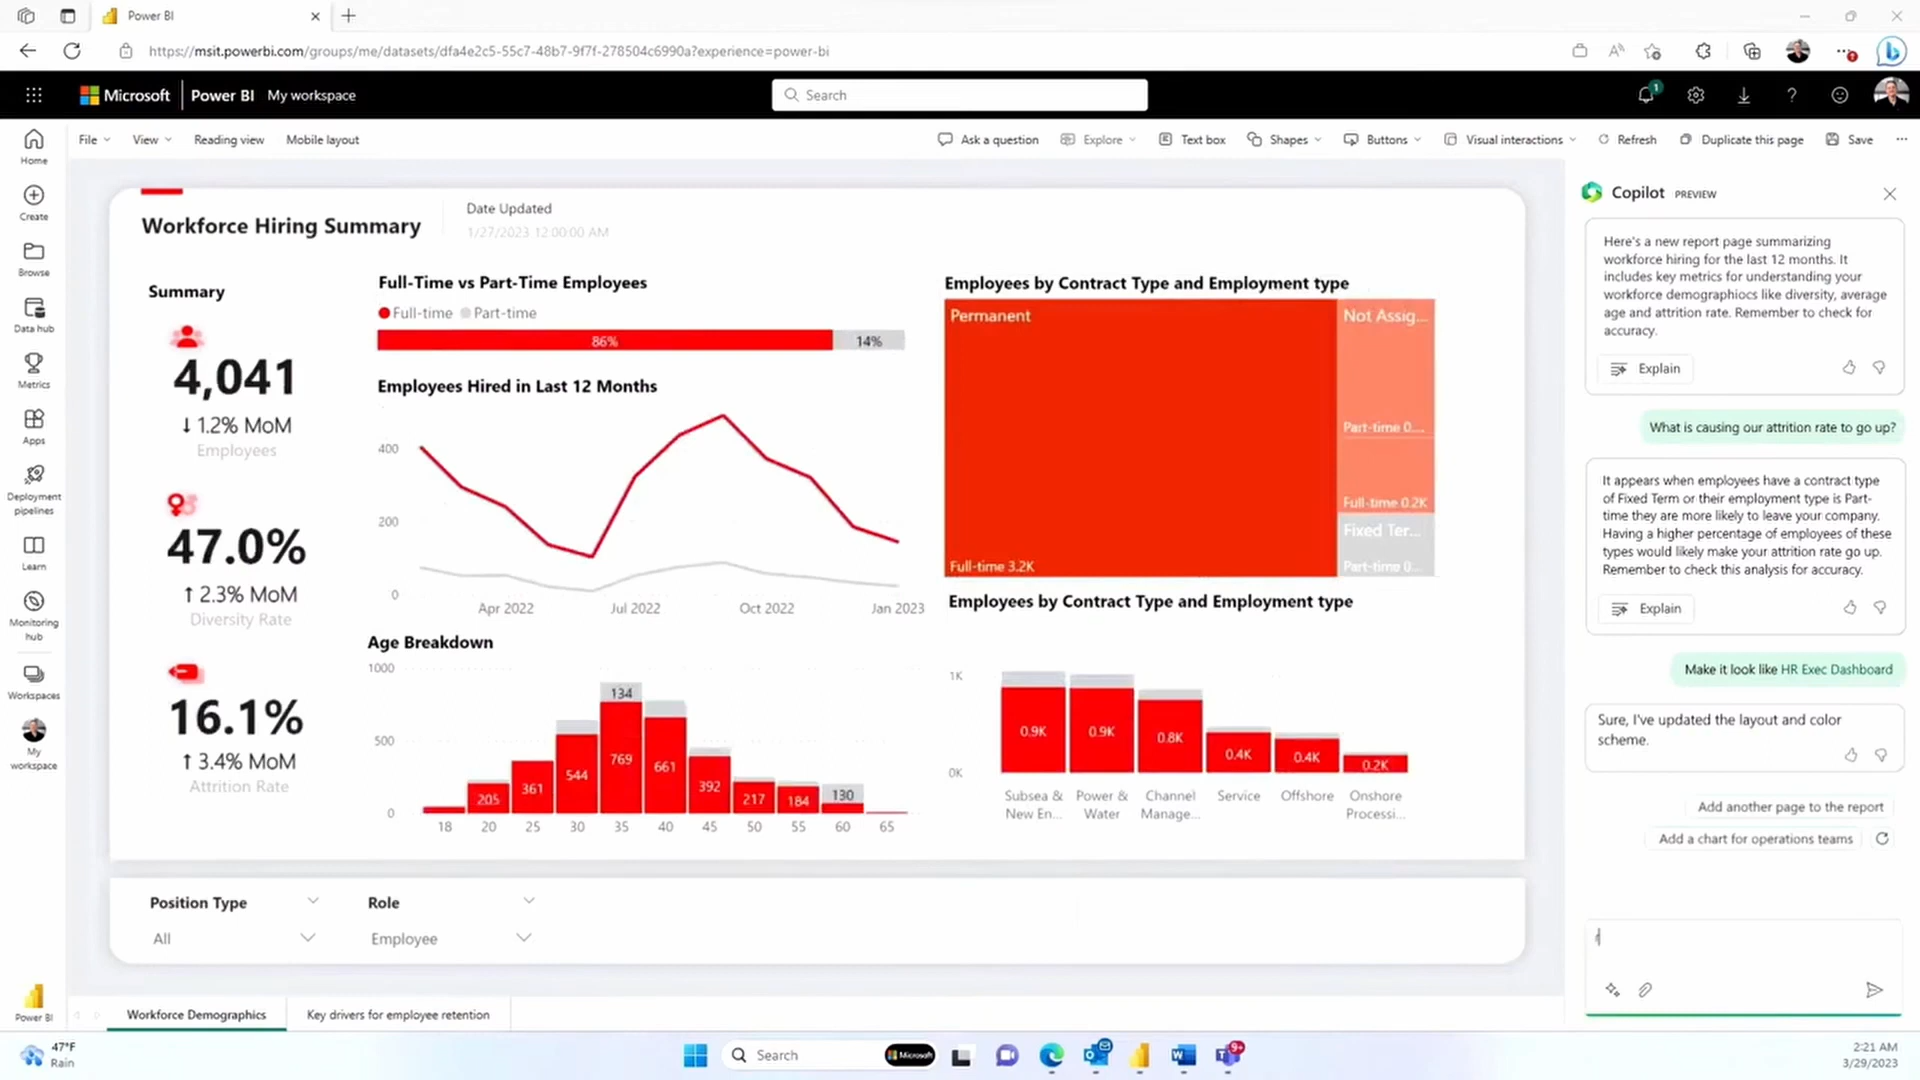 Power BI
https://msit.powerbi.com/groups/me/datasets/dfa4e2c5-55c7-48b7-9f7f-278504c6990a?experience=power-bi
Microsoft
Power BI
My workspace
Search
1
File
View
Reading view
Mobile layout
Ask a question
Explore
Text box
Shapes
Buttons
Visual interactions
Refresh
Duplicate this page
Save
Home
Create
Browse
Data hub
Metrics
Apps
Deployment
pipelines
Learn
Monitoring
hub
Workspaces
My
workspace
Power BI
Workforce Hiring Summary
Date Updated
1/27/2023 12:00:00 AM
Summary
4,041
↓ 1.2% MoM
Employees
47.0%
↑ 2.3% MoM
Diversity Rate
16.1%
↑ 3.4% MoM
Attrition Rate
Full-Time vs Part-Time Employees
Full-time Part-time
86% 14%
Employees Hired in Last 12 Months
400
200
0
Apr 2022 Jul 2022 Oct 2022 Jan 2023
Age Breakdown
1000
500
0
205 361 544 134 769 661 392 217 184 130
18 20 25 30 35 40 45 50 55 60 65
Employees by Contract Type and Employment type
Permanent
Full-time 3.2K
Not Assig...
Part-time 0....
Full-time 0.2K
Fixed Ter...
Part-time 0...
Employees by Contract Type and Employment type
1K
0K
0.9K 0.9K 0.8K 0.4K 0.4K 0.2K
Subsea & Power & Channel Service Offshore Onshore
New En... Water Manage... Processi...
Position Type
All
Role
Employee
Workforce Demographics
Key drivers for employee retention
Copilot PREVIEW
Here's a new report page summarizing
workforce hiring for the last 12 months. It
includes key metrics for understanding your
workforce demographiocs like diversity, average
age and attrition rate. Remember to check for
accuracy.
Explain
What is causing our attrition rate to go up?
It appears when employees have a contract type
of Fixed Term or their employment type is Part-
time they are more likely to leave your company.
Having a higher percentage of employees of these
types would likely make your attrition rate go up.
Remember to check this analysis for accuracy.
Explain
Make it look like HR Exec Dashboard
Sure, I've updated the layout and color
scheme.
Add another page to the report
Add a chart for operations teams
47°F
Rain
Search
Microsoft
9+
2:21 AM
3/29/2023